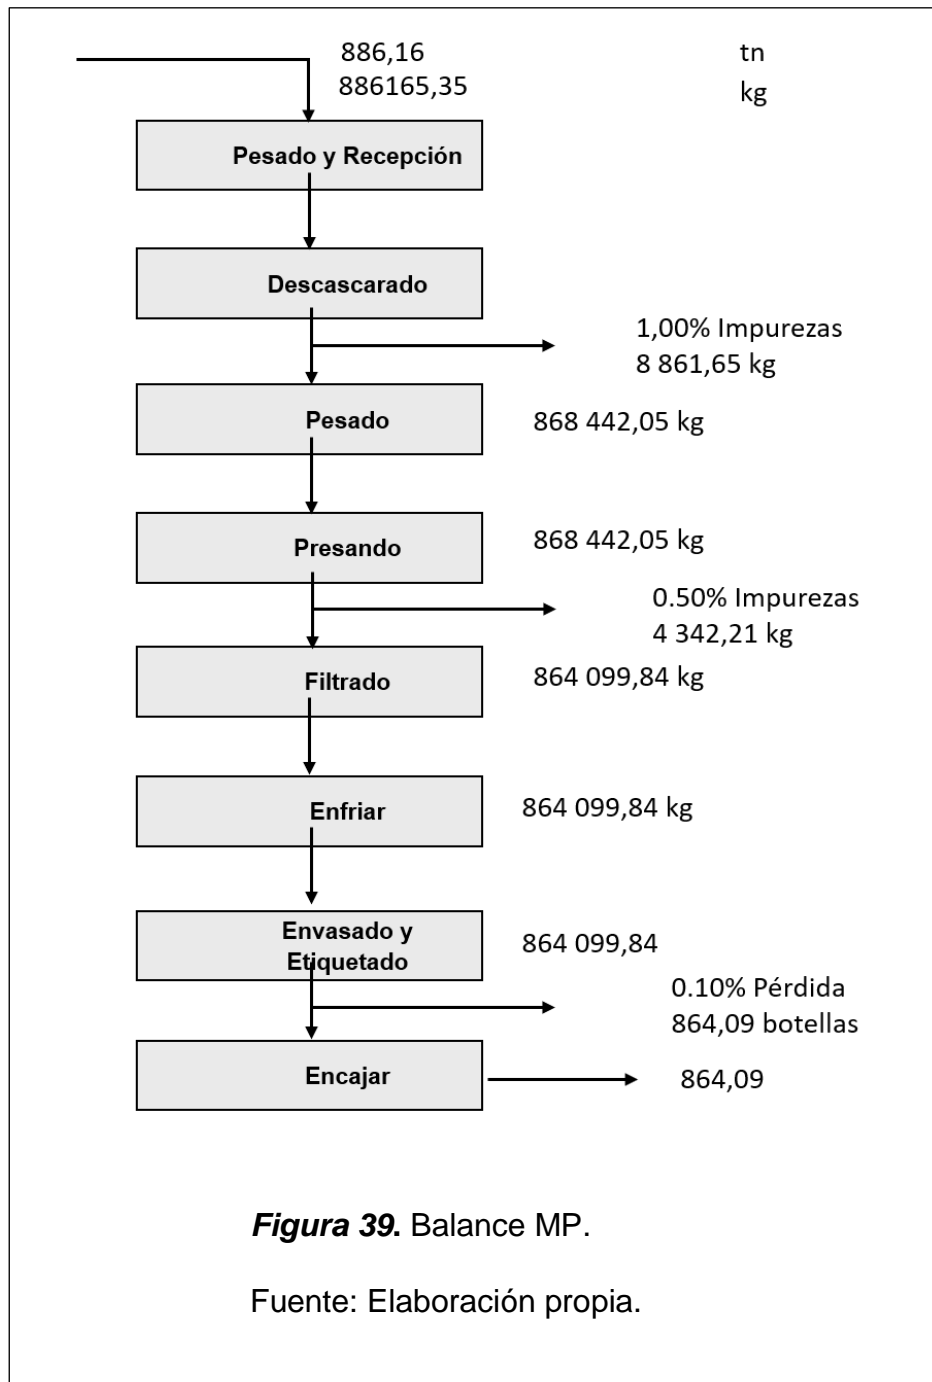 886,16 tn
886165,35 kg
Pesado y Recepción
Descascarado
1,00% Impurezas
8 861,65 kg
Pesado 868 442,05 kg
Presando 868 442,05 kg
0.50% Impurezas
4 342,21 kg
Filtrado 864 099,84 kg
Enfriar 864 099,84 kg
Envasado y
Etiquetado 864 099,84
0.10% Pérdida
864,09 botellas
Encajar 864,09
Figura 39. Balance MP.
Fuente: Elaboración propia.